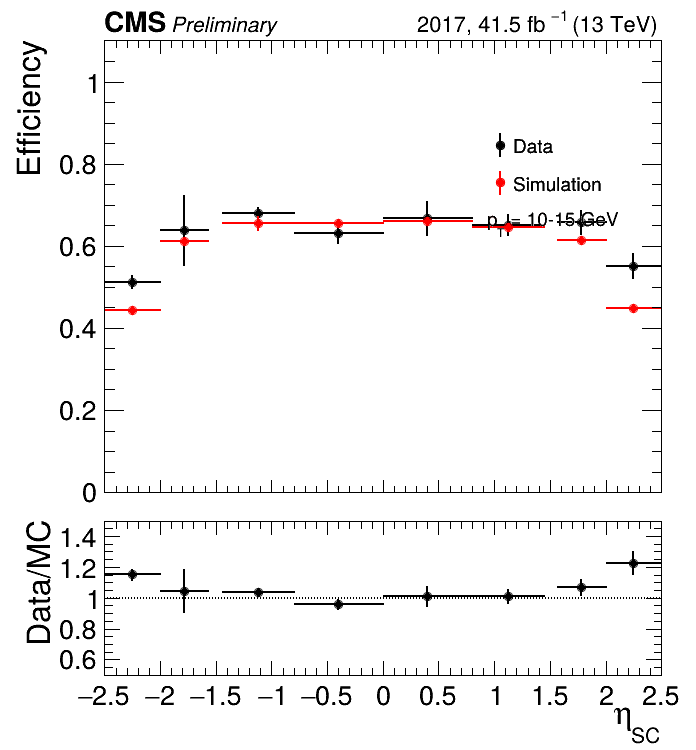 CMS Preliminary 2017, 41.5 fb⁻¹ (13 TeV)
Efficiency
1
0.8
0.6
0.4
0.2
0
Data
Simulation
p_T = 10-15 GeV
Data/MC
1.4
1.2
1
0.8
0.6
−2.5 −2 −1.5 −1 −0.5 0 0.5 1 1.5 2 2.5
η_SC